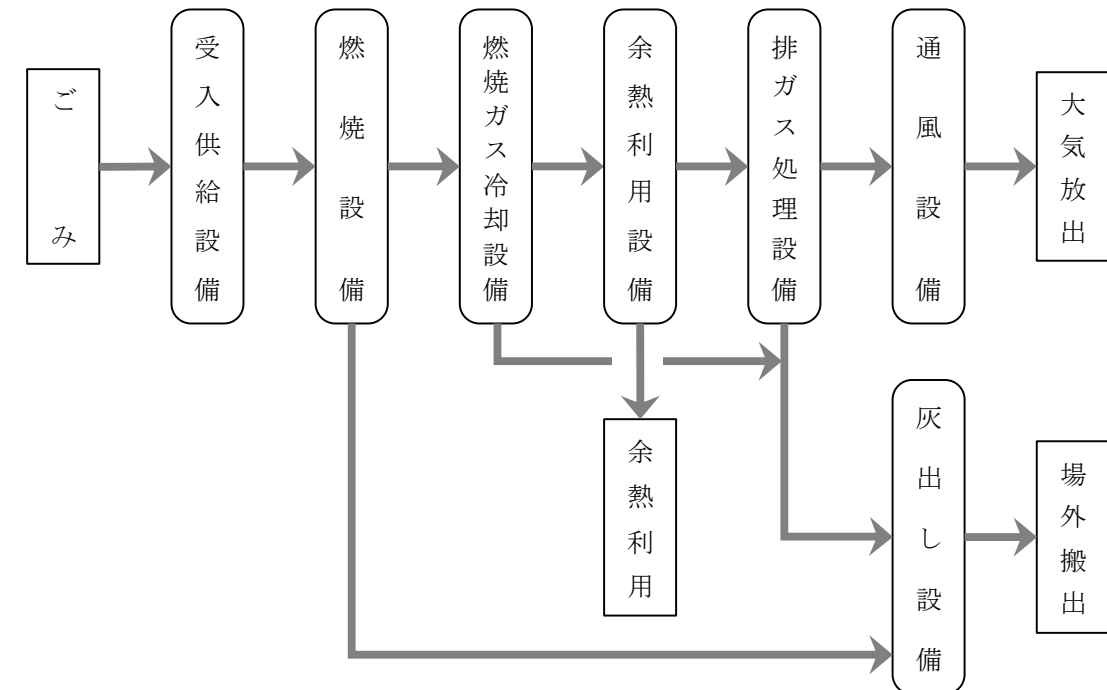 ごみ
受入供給設備
燃焼設備
燃焼ガス冷却設備
余熱利用設備
排ガス処理設備
通風設備
大気放出
余熱利用
灰出し設備
場外搬出